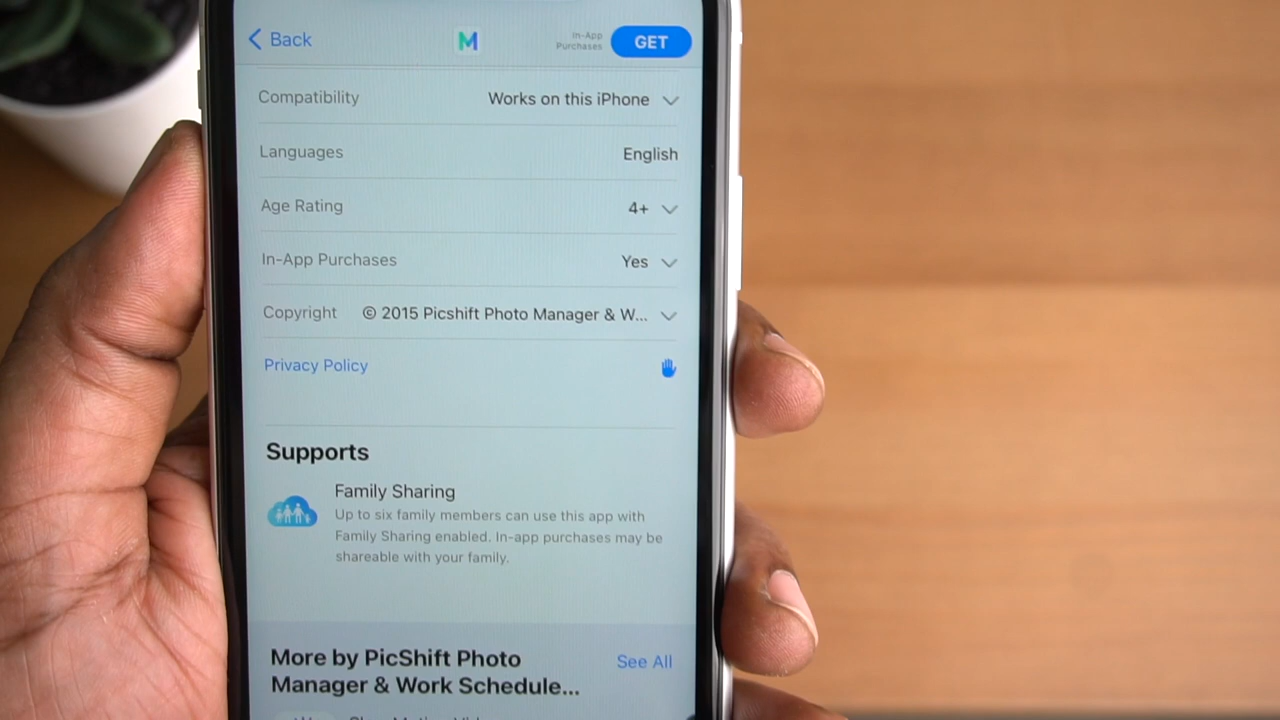 Back
M
In-App
Purchases
GET
Compatibility Works on this iPhone
Languages English
Age Rating 4+
In-App Purchases Yes
Copyright © 2015 Picshift Photo Manager & W...
Privacy Policy
Supports
Family Sharing
Up to six family members can use this app with
Family Sharing enabled. In-app purchases may be
shareable with your family.
More by PicShift Photo See All
Manager & Work Schedule...